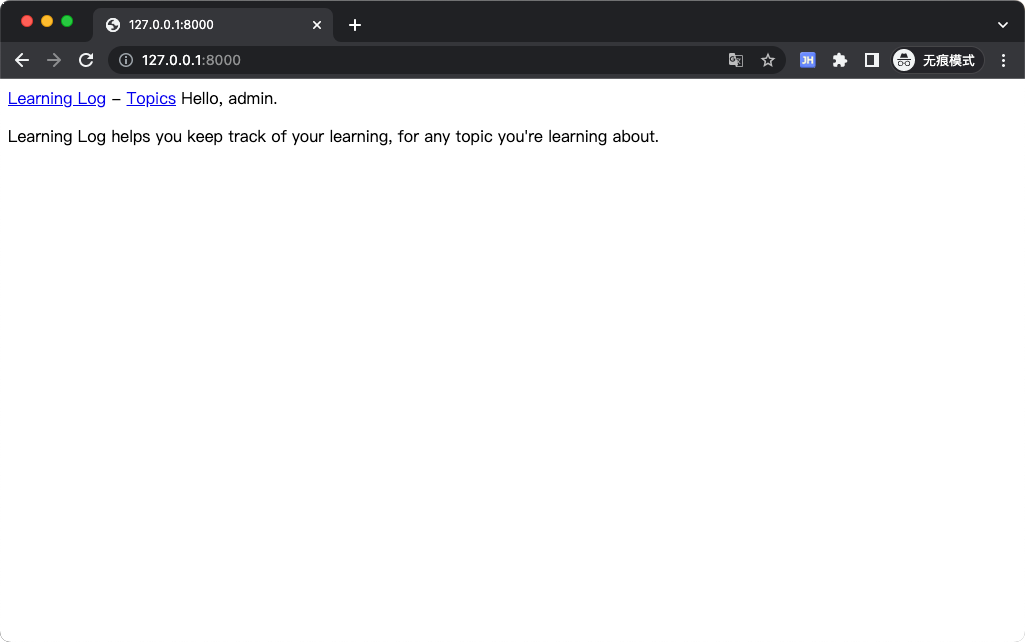 127.0.0.1:8000
127.0.0.1:8000
JH
无痕模式
Learning Log - Topics Hello, admin.
Learning Log helps you keep track of your learning, for any topic you're learning about.